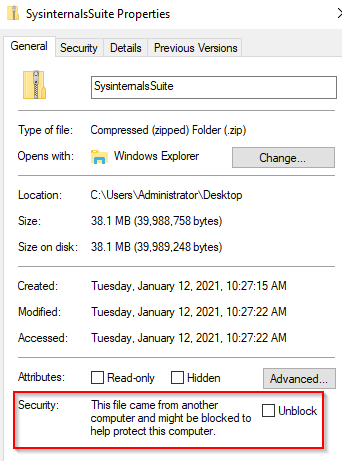 SysinternalsSuite Properties
General Security Details Previous Versions
SysinternalsSuite
Type of file: Compressed (zipped) Folder (.zip)
Opens with: Windows Explorer Change...
Location: C:\Users\Administrator\Desktop
Size: 38.1 MB (39,988,758 bytes)
Size on disk: 38.1 MB (39,989,248 bytes)
Created: Tuesday, January 12, 2021, 10:27:15 AM
Modified: Tuesday, January 12, 2021, 10:27:22 AM
Accessed: Tuesday, January 12, 2021, 10:27:22 AM
Attributes: Read-only Hidden Advanced...
Security: This file came from another Unblock
computer and might be blocked to
help protect this computer.